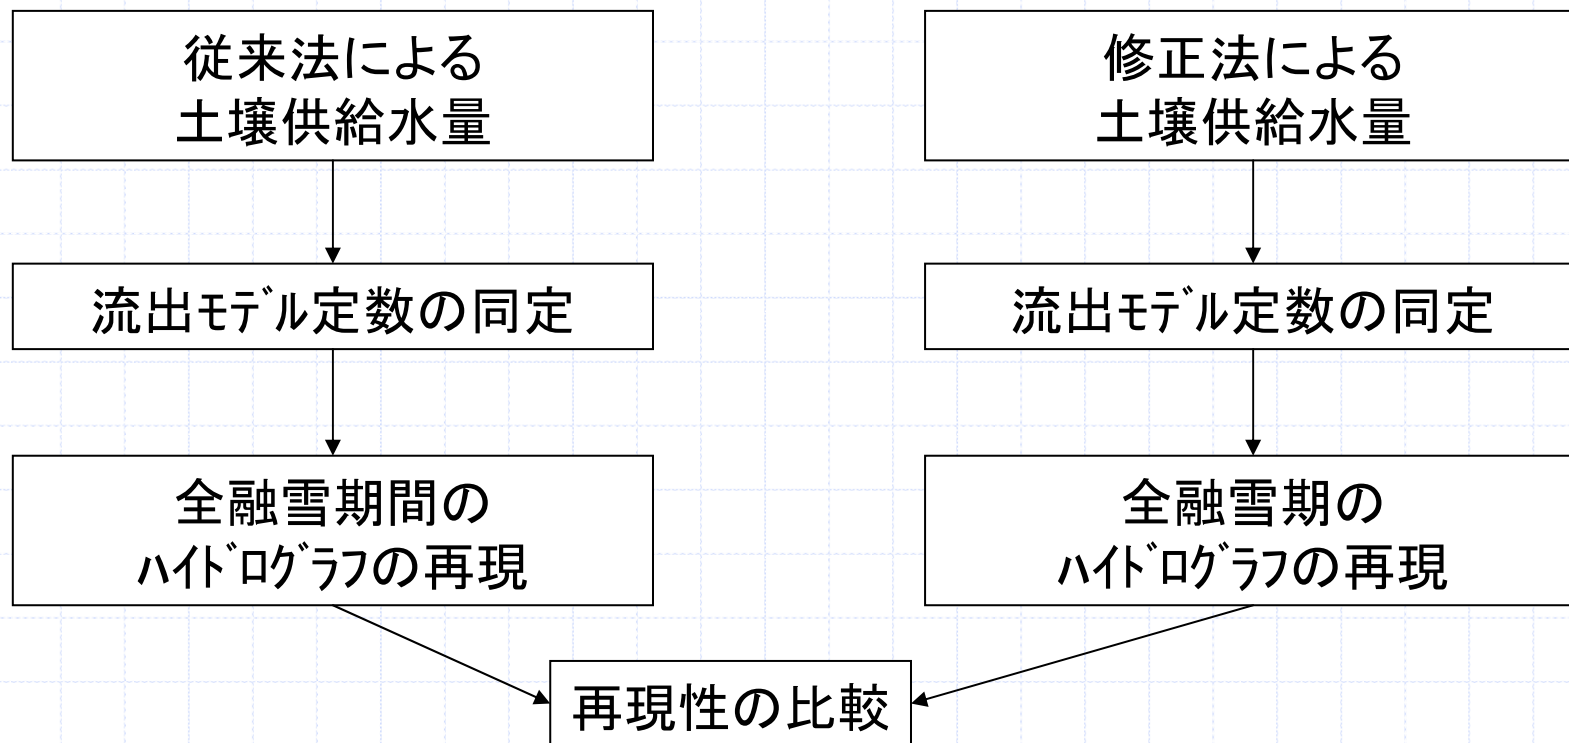 従来法による
土壌供給水量
修正法による
土壌供給水量
流出ﾓﾃﾞﾙ定数の同定
流出ﾓﾃﾞﾙ定数の同定
全融雪期間の
ﾊｲﾄﾞﾛｸﾞﾗﾌの再現
全融雪期の
ﾊｲﾄﾞﾛｸﾞﾗﾌの再現
再現性の比較